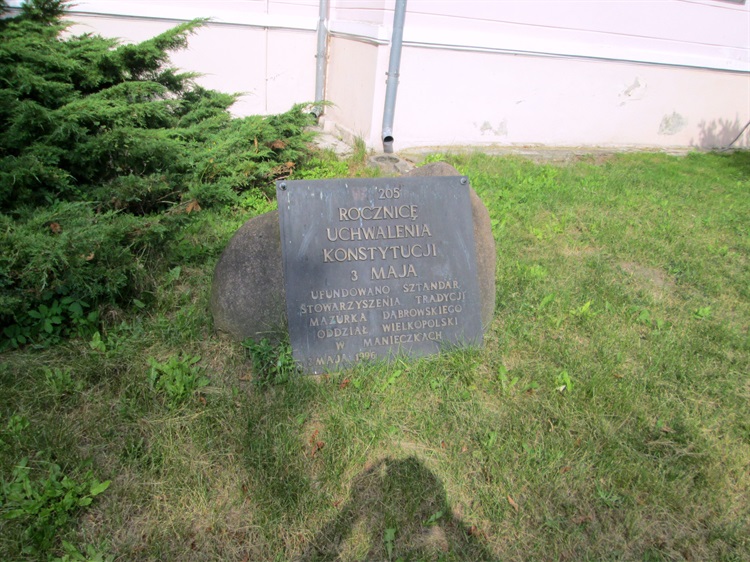 205
ROCZNICĘ
UCHWALENIA
KONSTYTUCJI
3 MAJA
UFUNDOWANO SZTANDAR
STOWARZYSZENIA TRADYCJI
MAZURKA DĄBROWSKIEGO
ODDZIAŁ WIELKOPOLSKI
W MANIECZKACH
MAJA 1996